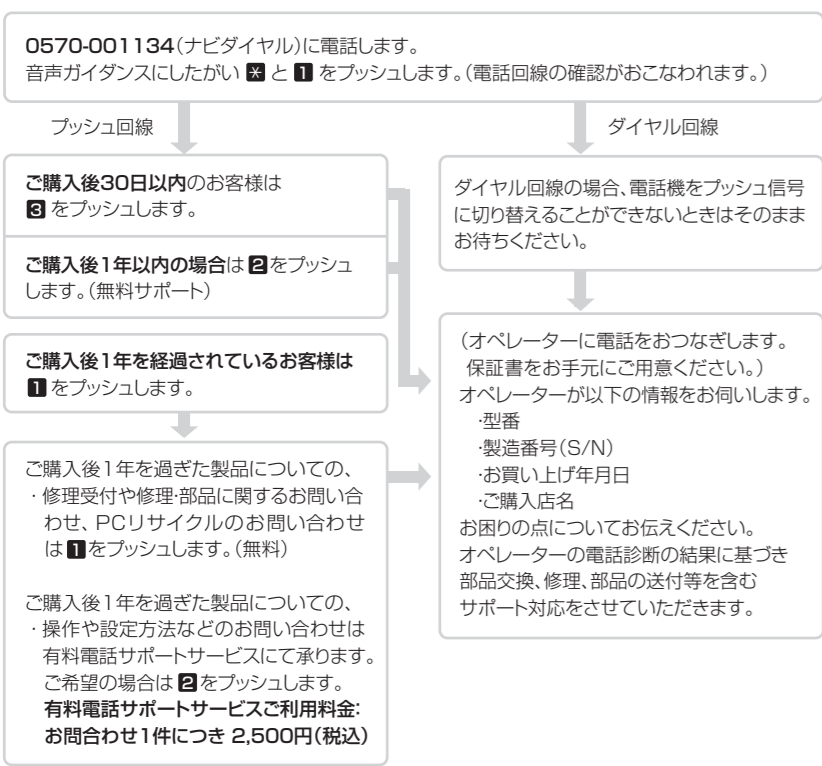 0570-001134(ナビダイヤル)に電話します。
音声ガイダンスにしたがい * と 1 をプッシュします。(電話回線の確認がおこなわれます。)
プッシュ回線
ダイヤル回線
ご購入後30日以内のお客様は
3 をプッシュします。
ご購入後1年以内の場合は 2 をプッシュ
します。(無料サポート)
ご購入後1年を経過されているお客様は
1 をプッシュします。
ご購入後1年を過ぎた製品についての、
・修理受付や修理・部品に関するお問い合
わせ、PCリサイクルのお問い合わせ
は 1 をプッシュします。(無料)
ご購入後1年を過ぎた製品についての、
・操作や設定方法などのお問い合わせは
有料電話サポートサービスにて承ります。
ご希望の場合は 2 をプッシュします。
有料電話サポートサービスご利用料金:
お問合わせ1件につき 2,500円(税込)
ダイヤル回線の場合、電話機をプッシュ信号
に切り替えることができないときはそのまま
お待ちください。
(オペレーターに電話をおつなぎします。
保証書をお手元にご用意ください。)
オペレーターが以下の情報をお伺いします。
・型番
・製造番号(S/N)
・お買い上げ年月日
・ご購入店名
お困りの点についてお伝えください。
オペレーターの電話診断の結果に基づき
部品交換、修理、部品の送付等を含む
サポート対応をさせていただきます。